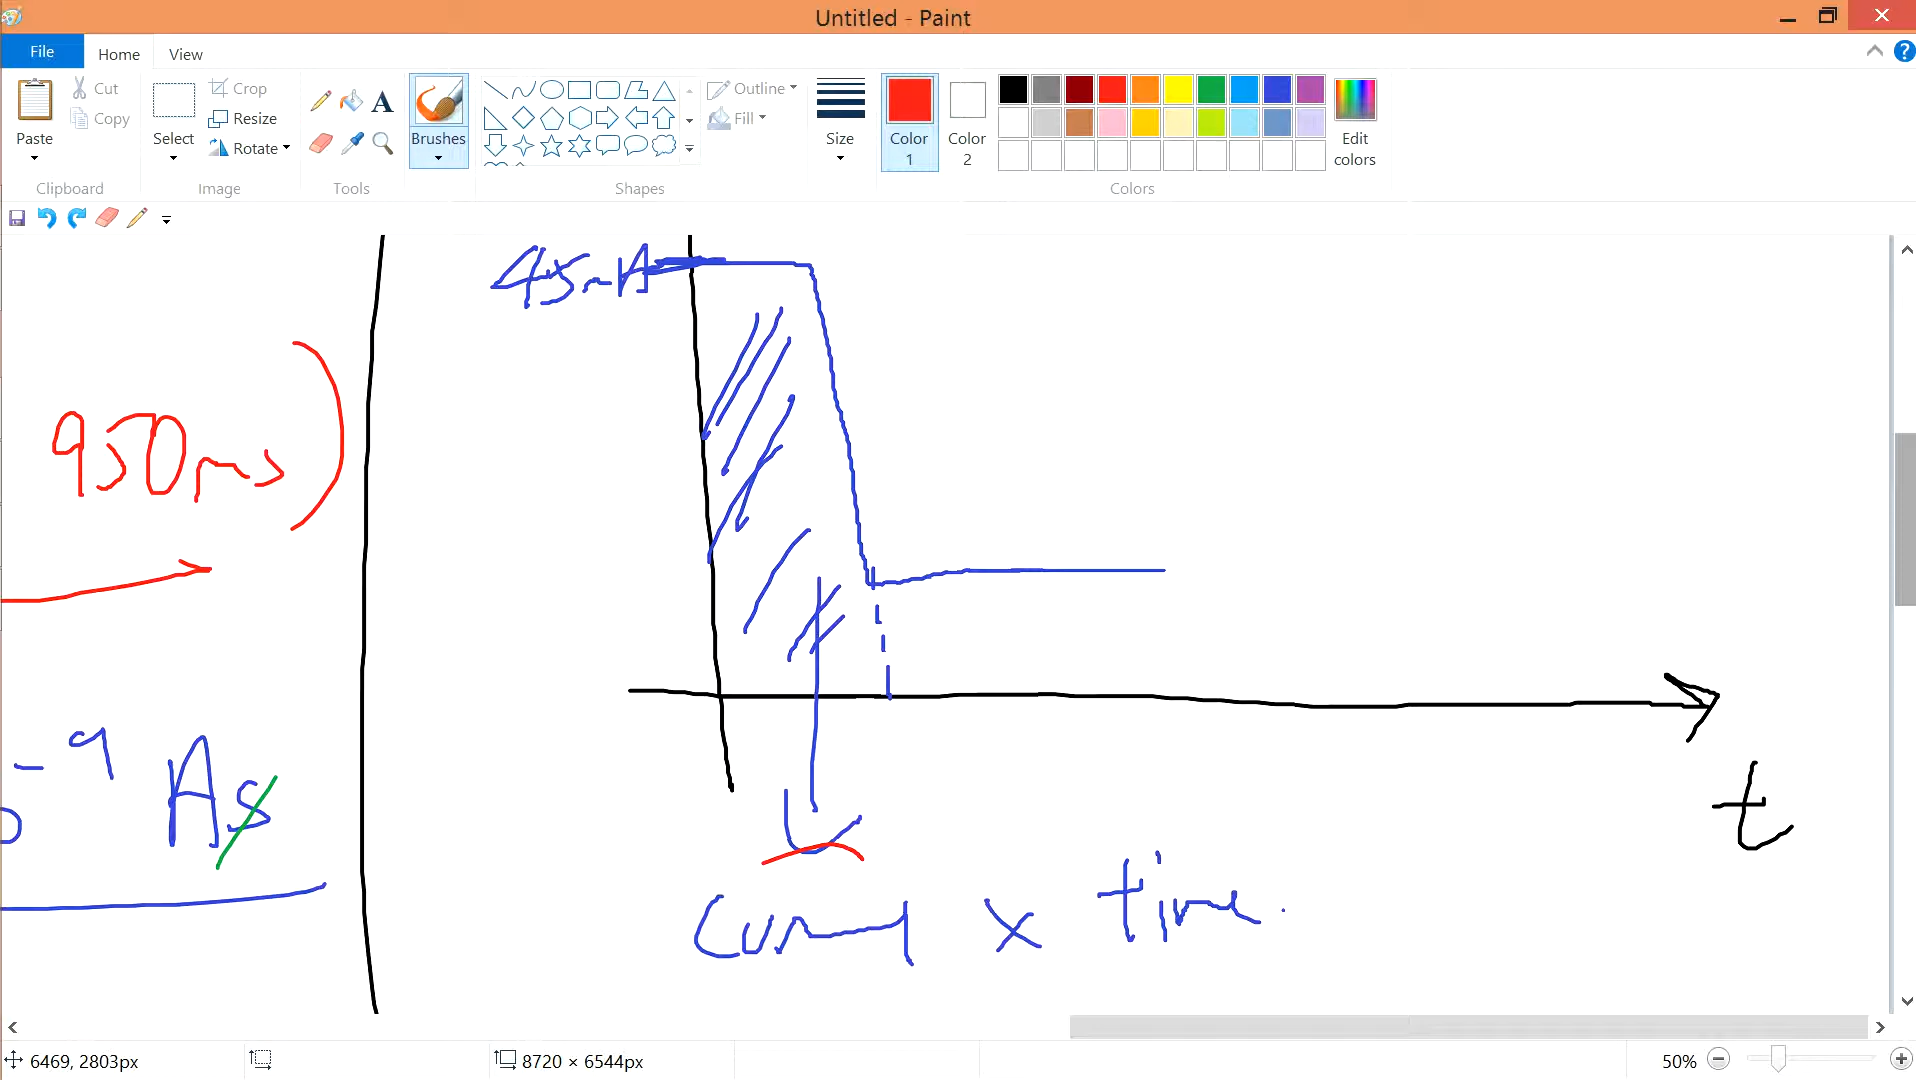 Untitled - Paint
File Home View
Paste Cut Copy Clipboard
Select Crop Resize Rotate Image
Tools
Brushes
Outline Fill Shapes
Size
Color 1
Color 2
Edit colors
Colors
45mA
950ms)
-9 As
t
x time.
6469, 2803px
8720 × 6544px
50%